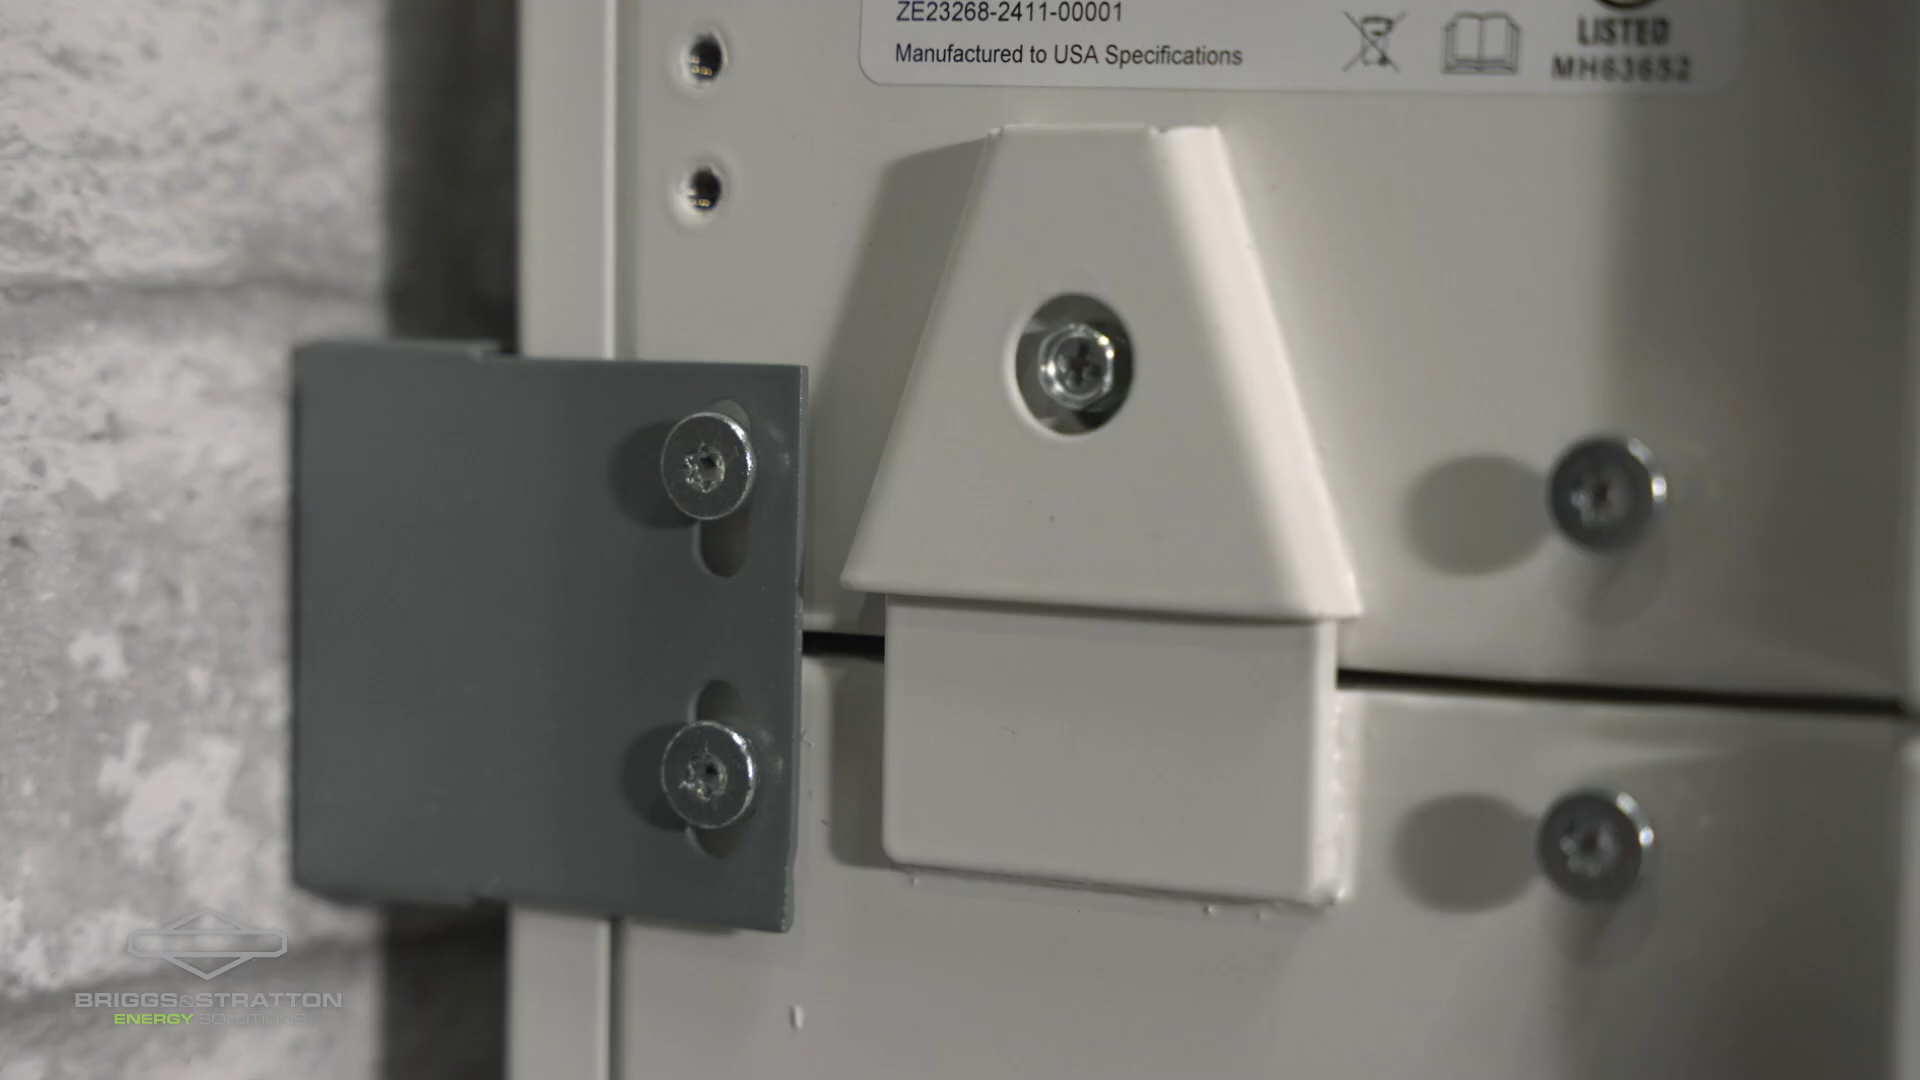 ZE23268-2411-00001
Manufactured to USA Specifications
LISTED
MH63652
BRIGGS&STRATTON
ENERGY SOLUTIONS